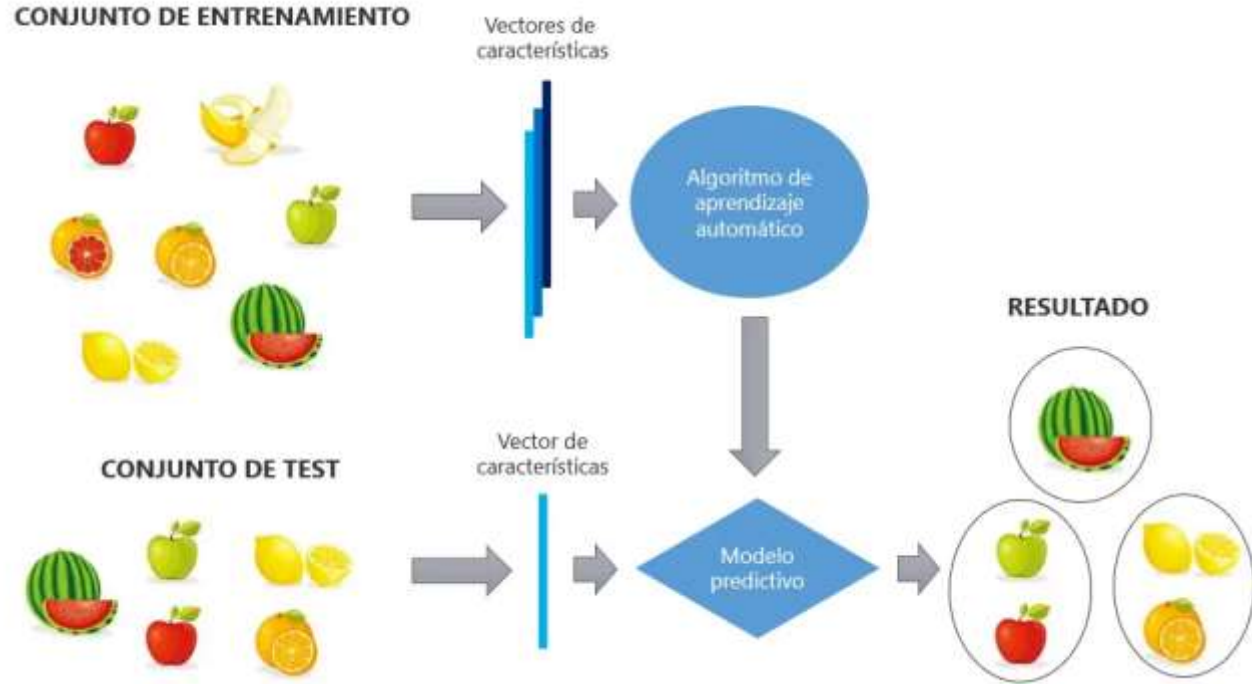 CONJUNTO DE ENTRENAMIENTO
Vectores de
características
Algoritmo de
aprendizaje
automático
RESULTADO
CONJUNTO DE TEST
Vector de
características
Modelo
predictivo